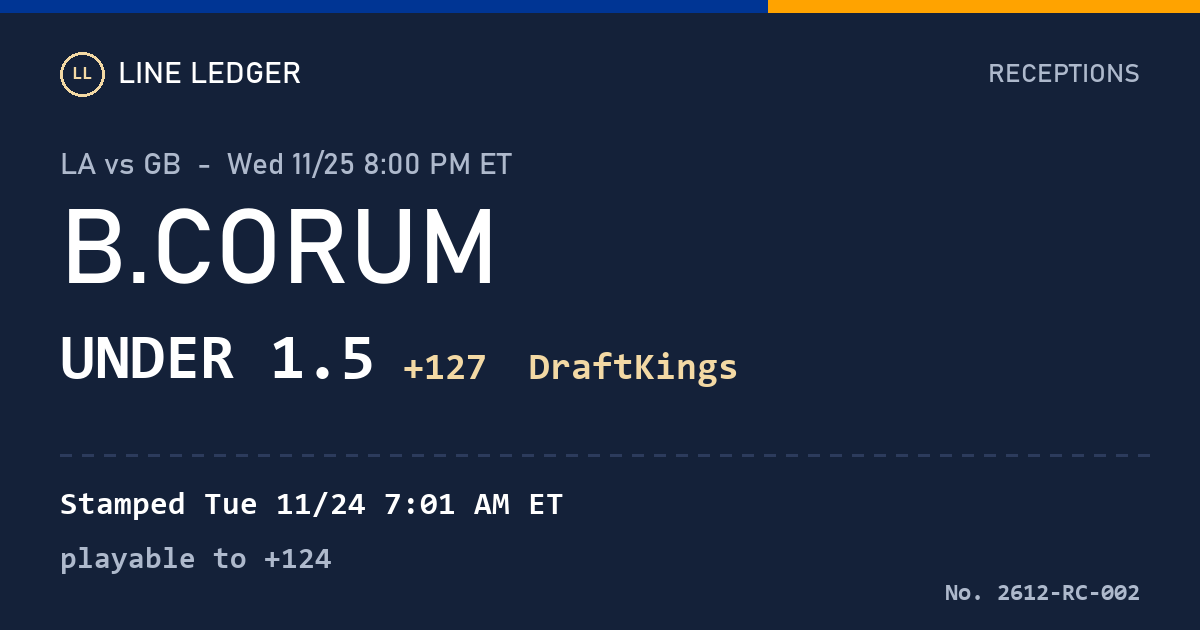 LL LINE LEDGER
RECEPTIONS
LA vs GB - Wed 11/25 8:00 PM ET
B.CORUM
UNDER 1.5 +127 DraftKings
Stamped Tue 11/24 7:01 AM ET
playable to +124
No. 2612-RC-002